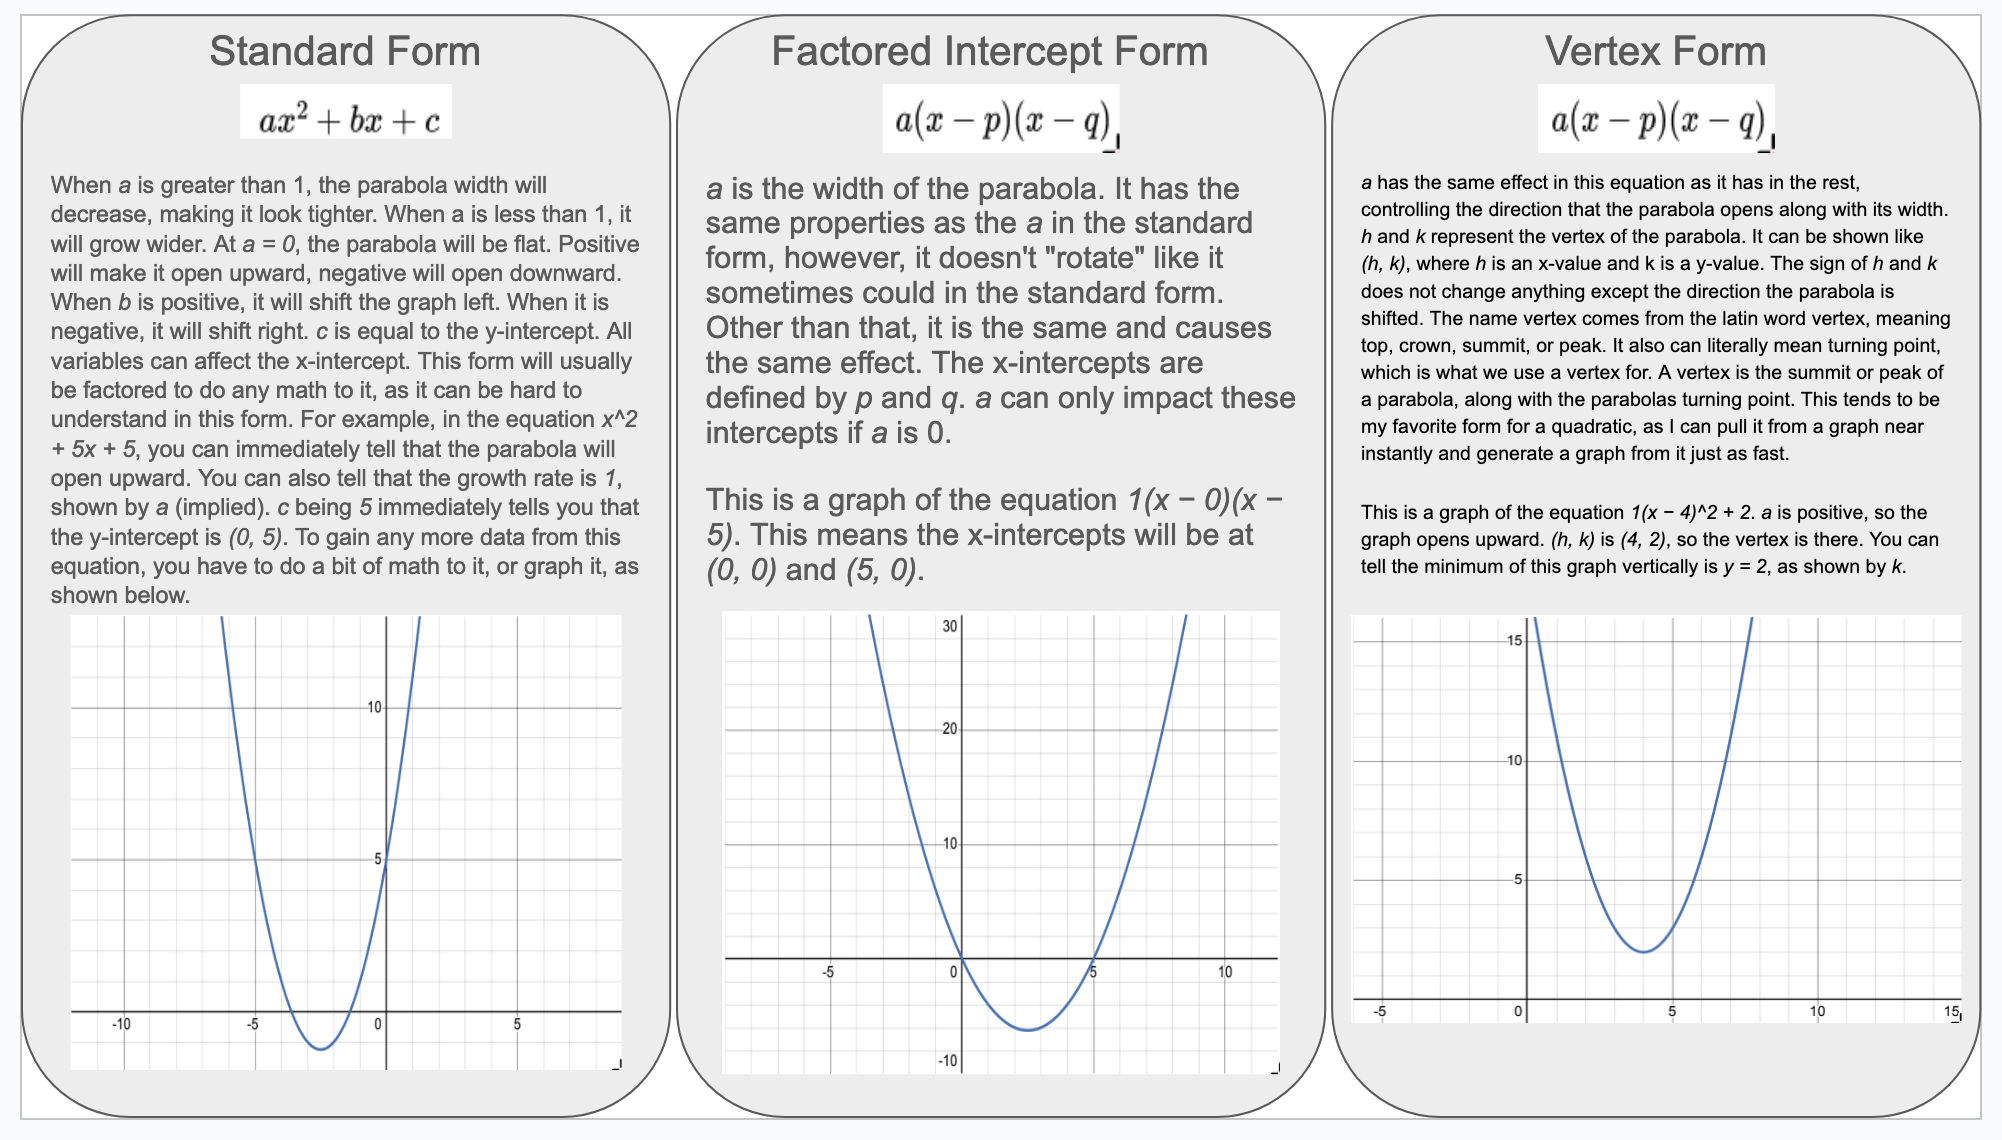 Standard Form
ax² + bx + c
When a is greater than 1, the parabola width will
decrease, making it look tighter. When a is less than 1, it
will grow wider. At a = 0, the parabola will be flat. Positive
will make it open upward, negative will open downward.
When b is positive, it will shift the graph left. When it is
negative, it will shift right. c is equal to the y-intercept. All
variables can affect the x-intercept. This form will usually
be factored to do any math to it, as it can be hard to
understand in this form. For example, in the equation x^2
+ 5x + 5, you can immediately tell that the parabola will
open upward. You can also tell that the growth rate is 1,
shown by a (implied). c being 5 immediately tells you that
the y-intercept is (0, 5). To gain any more data from this
equation, you have to do a bit of math to it, or graph it, as
shown below.
10
5
-10 -5 0 5
Factored Intercept Form
a(x − p)(x − q)
a is the width of the parabola. It has the
same properties as the a in the standard
form, however, it doesn't "rotate" like it
sometimes could in the standard form.
Other than that, it is the same and causes
the same effect. The x-intercepts are
defined by p and q. a can only impact these
intercepts if a is 0.
This is a graph of the equation 1(x − 0)(x −
5). This means the x-intercepts will be at
(0, 0) and (5, 0).
30
20
10
-5 0 5 10
-10
Vertex Form
a(x − p)(x − q)
a has the same effect in this equation as it has in the rest,
controlling the direction that the parabola opens along with its width.
h and k represent the vertex of the parabola. It can be shown like
(h, k), where h is an x-value and k is a y-value. The sign of h and k
does not change anything except the direction the parabola is
shifted. The name vertex comes from the latin word vertex, meaning
top, crown, summit, or peak. It also can literally mean turning point,
which is what we use a vertex for. A vertex is the summit or peak of
a parabola, along with the parabolas turning point. This tends to be
my favorite form for a quadratic, as I can pull it from a graph near
instantly and generate a graph from it just as fast.
This is a graph of the equation 1(x − 4)^2 + 2. a is positive, so the
graph opens upward. (h, k) is (4, 2), so the vertex is there. You can
tell the minimum of this graph vertically is y = 2, as shown by k.
15
10
5
-5 0 5 10 15